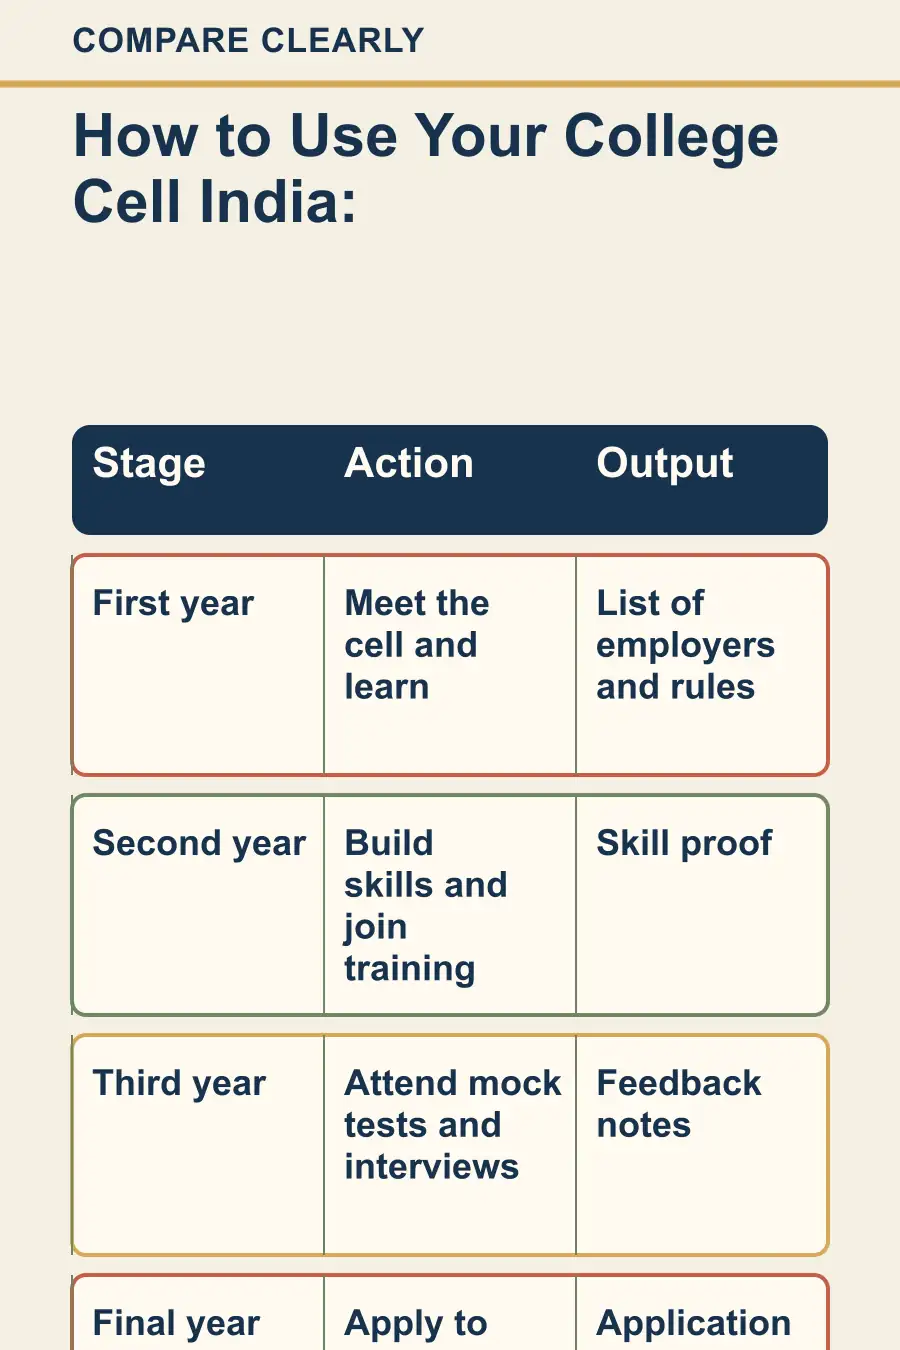 COMPARE CLEARLY
How to Use Your College
Cell India:
Stage
Action
Output
First year
Meet the
cell and
learn
List of
employers
and rules
Second year
Build
skills and
join
training
Skill proof
Third year
Attend mock
tests and
interviews
Feedback
notes
Final year
Apply to
Application